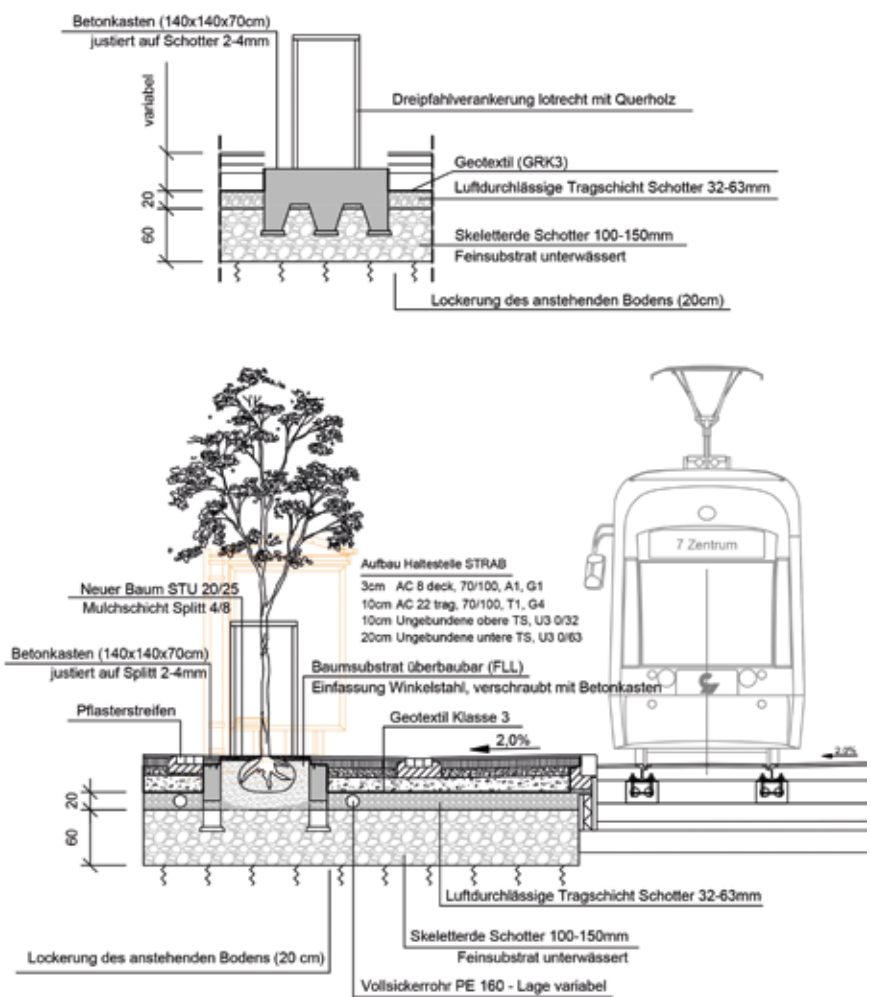 Betonkasten (140x140x70cm)
justiert auf Schotter 2-4mm
variabel
Dreipfahlverankerung lotrecht mit Querholz
Geotextil (GRK3)
20
Luftdurchlässige Tragschicht Schotter 32-63mm
60
Skeletterde Schotter 100-150mm
Feinsubstrat unterwässert
Lockerung des anstehenden Bodens (20cm)
7 Zentrum
Aufbau Haltestelle STRAB
3cm AC 8 deck, 70/100, A1, G1
10cm AC 22 trag, 70/100, T1, G4
10cm Ungebundene obere TS, U3 0/32
20cm Ungebundene untere TS, U3 0/63
Neuer Baum STU 20/25
Mulchschicht Splitt 4/8
Betonkasten (140x140x70cm)
justiert auf Splitt 2-4mm
Baumsubstrat überbaubar (FLL)
Einfassung Winkelstahl, verschraubt mit Betonkasten
Pflasterstreifen
Geotextil Klasse 3
2,0%
2,0%
20
60
Luftdurchlässige Tragschicht Schotter 32-63mm
Skeletterde Schotter 100-150mm
Feinsubstrat unterwässert
Lockerung des anstehenden Bodens (20 cm)
Vollsickerrohr PE 160 - Lage variabel